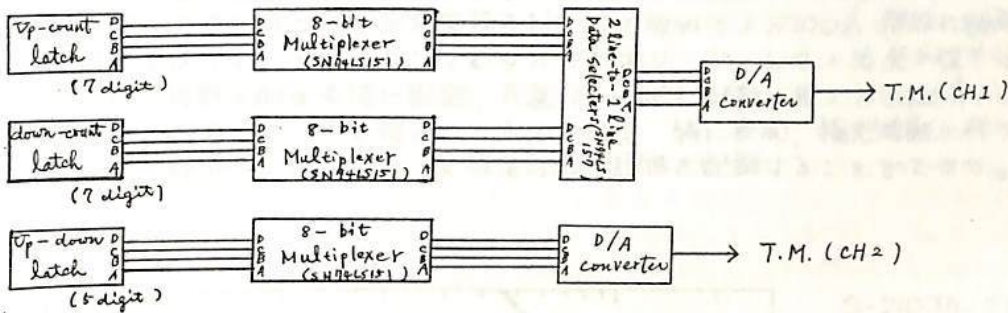 Up-count
latch
D
C
B
A
(7 digit)
D
C
B
A
8-bit
Multiplexer
(SN74LS151)
D
C
B
A
D
C
B
A
2-line-to-1 line
Data Selectors(SN74LS
157)
D
C
B
A
D
C
B
A
D/A
converter
T.M.(CH1)
down-count
latch
D
C
B
A
(7 digit)
D
C
B
A
8-bit
Multiplexer
(SN74LS151)
D
C
B
A
D
C
B
A
Up-down
latch
D
C
B
A
(5 digit)
D
C
B
A
8-bit
Multiplexer
(SN74LS151)
D
C
B
A
D
C
B
A
D/A
converter
T.M. (CH2)